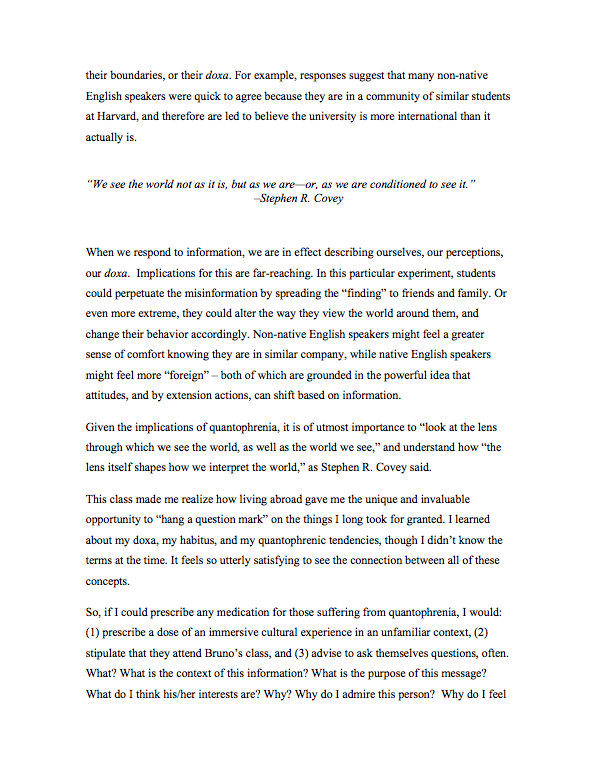 their boundaries, or their doxa. For example, responses suggest that many non-native
English speakers were quick to agree because they are in a community of similar students
at Harvard, and therefore are led to believe the university is more international than it
actually is.
“We see the world not as it is, but as we are—or, as we are conditioned to see it.”
–Stephen R. Covey
When we respond to information, we are in effect describing ourselves, our perceptions,
our doxa.  Implications for this are far-reaching. In this particular experiment, students
could perpetuate the misinformation by spreading the “finding” to friends and family. Or
even more extreme, they could alter the way they view the world around them, and
change their behavior accordingly. Non-native English speakers might feel a greater
sense of comfort knowing they are in similar company, while native English speakers
might feel more “foreign” – both of which are grounded in the powerful idea that
attitudes, and by extension actions, can shift based on information.
Given the implications of quantophrenia, it is of utmost importance to “look at the lens
through which we see the world, as well as the world we see,” and understand how “the
lens itself shapes how we interpret the world,” as Stephen R. Covey said.
This class made me realize how living abroad gave me the unique and invaluable
opportunity to “hang a question mark” on the things I long took for granted. I learned
about my doxa, my habitus, and my quantophrenic tendencies, though I didn’t know the
terms at the time. It feels so utterly satisfying to see the connection between all of these
concepts.
So, if I could prescribe any medication for those suffering from quantophrenia, I would:
(1) prescribe a dose of an immersive cultural experience in an unfamiliar context, (2)
stipulate that they attend Bruno’s class, and (3) advise to ask themselves questions, often.
What? What is the context of this information? What is the purpose of this message?
What do I think his/her interests are? Why? Why do I admire this person?  Why do I feel